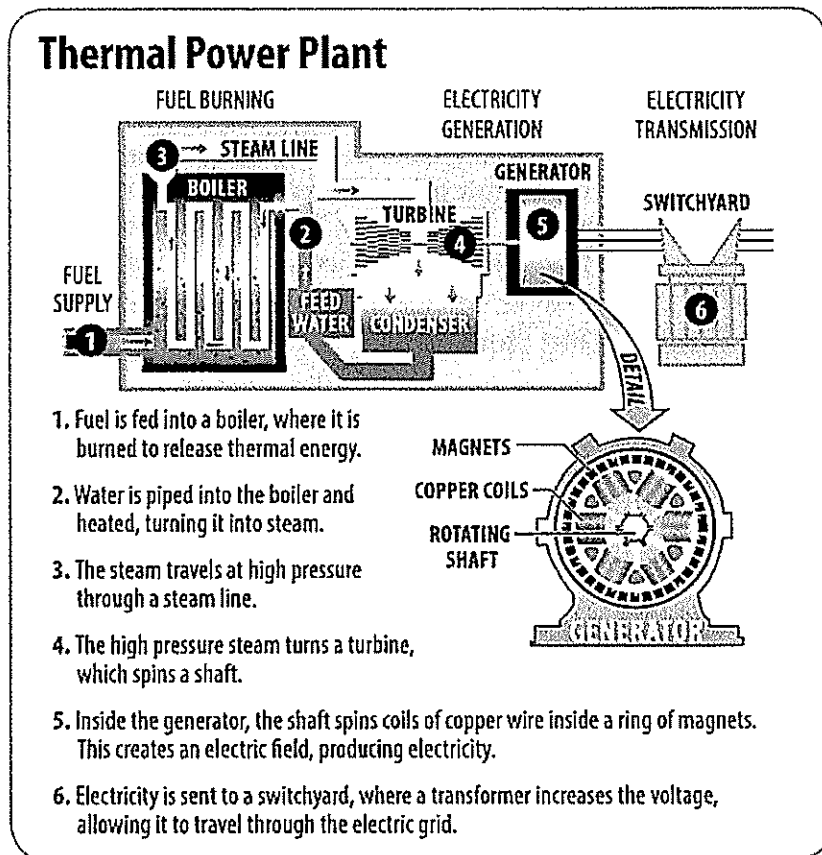 Thermal Power Plant
FUEL BURNING
ELECTRICITY
GENERATION
ELECTRICITY
TRANSMISSION
3
STEAM LINE
BOILER
GENERATOR
TURBINE
SWITCHYARD
2
4
5
FUEL
SUPPLY
FEED
WATER
CONDENSER
6
1
DETAIL
1. Fuel is fed into a boiler, where it is
burned to release thermal energy.
2. Water is piped into the boiler and
heated, turning it into steam.
3. The steam travels at high pressure
through a steam line.
4. The high pressure steam turns a turbine,
which spins a shaft.
MAGNETS
COPPER COILS
ROTATING
SHAFT
GENERATOR
5. Inside the generator, the shaft spins coils of copper wire inside a ring of magnets.
This creates an electric field, producing electricity.
6. Electricity is sent to a switchyard, where a transformer increases the voltage,
allowing it to travel through the electric grid.